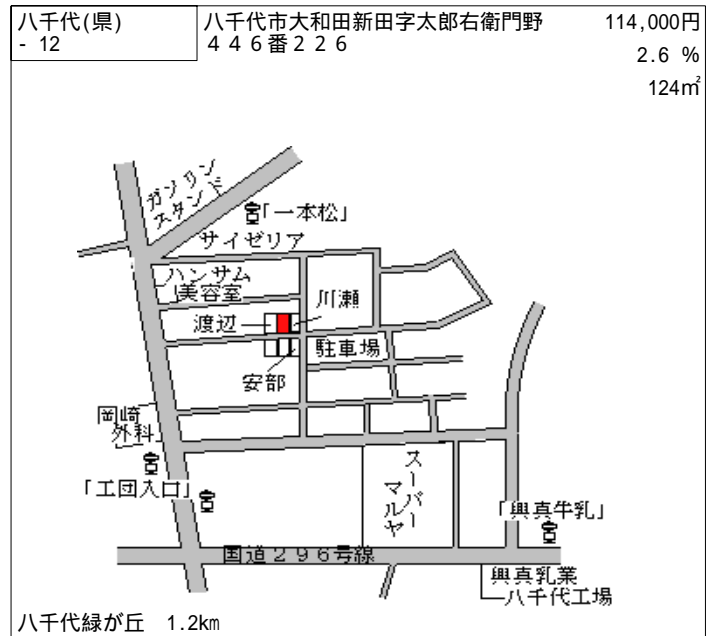 八千代(県)
- 12
八千代市大和田新田字太郎右衛門野
４４６番２２６
114,000円
2.6 %
124㎡
ガソリン
スタンド
「一本松」
サイゼリア
ハンサム
美容室
川瀬
渡辺
駐車場
安部
岡崎
外科
「工団入口」
スーパー
マルヤ
「興真牛乳」
国道２９６号線
興真乳業
八千代工場
八千代緑が丘　1.2km